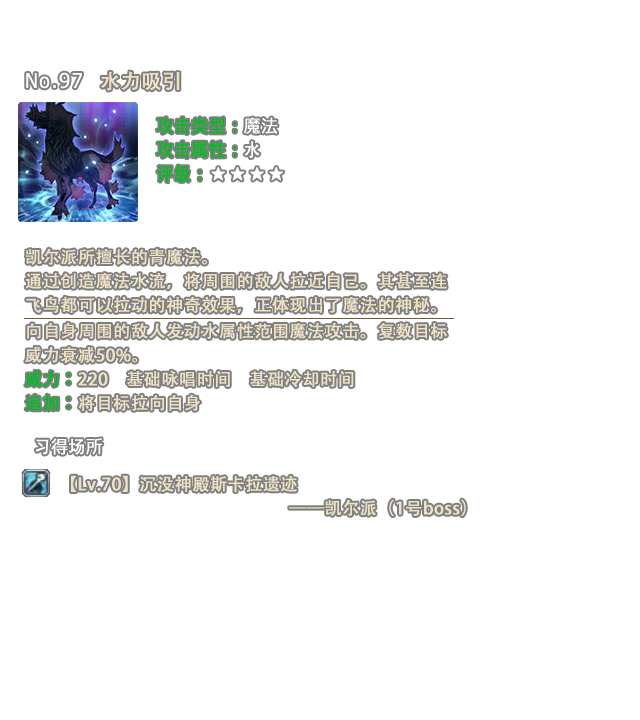 No.97 水力吸引
攻击类型：魔法
攻击属性：水
评级：☆☆☆☆
凯尔派所擅长的青魔法。
通过创造魔法水流，将周围的敌人拉近自己。其甚至连
飞鸟都可以拉动的神奇效果，正体现出了魔法的神秘。
向自身周围的敌人发动水属性范围魔法攻击。复数目标
威力衰减50%。
威力：220 基础咏唱时间 基础冷却时间
追加：将目标拉向自身
习得场所
【Lv.70】沉没神殿斯卡拉遗迹
——凯尔派（1号boss）